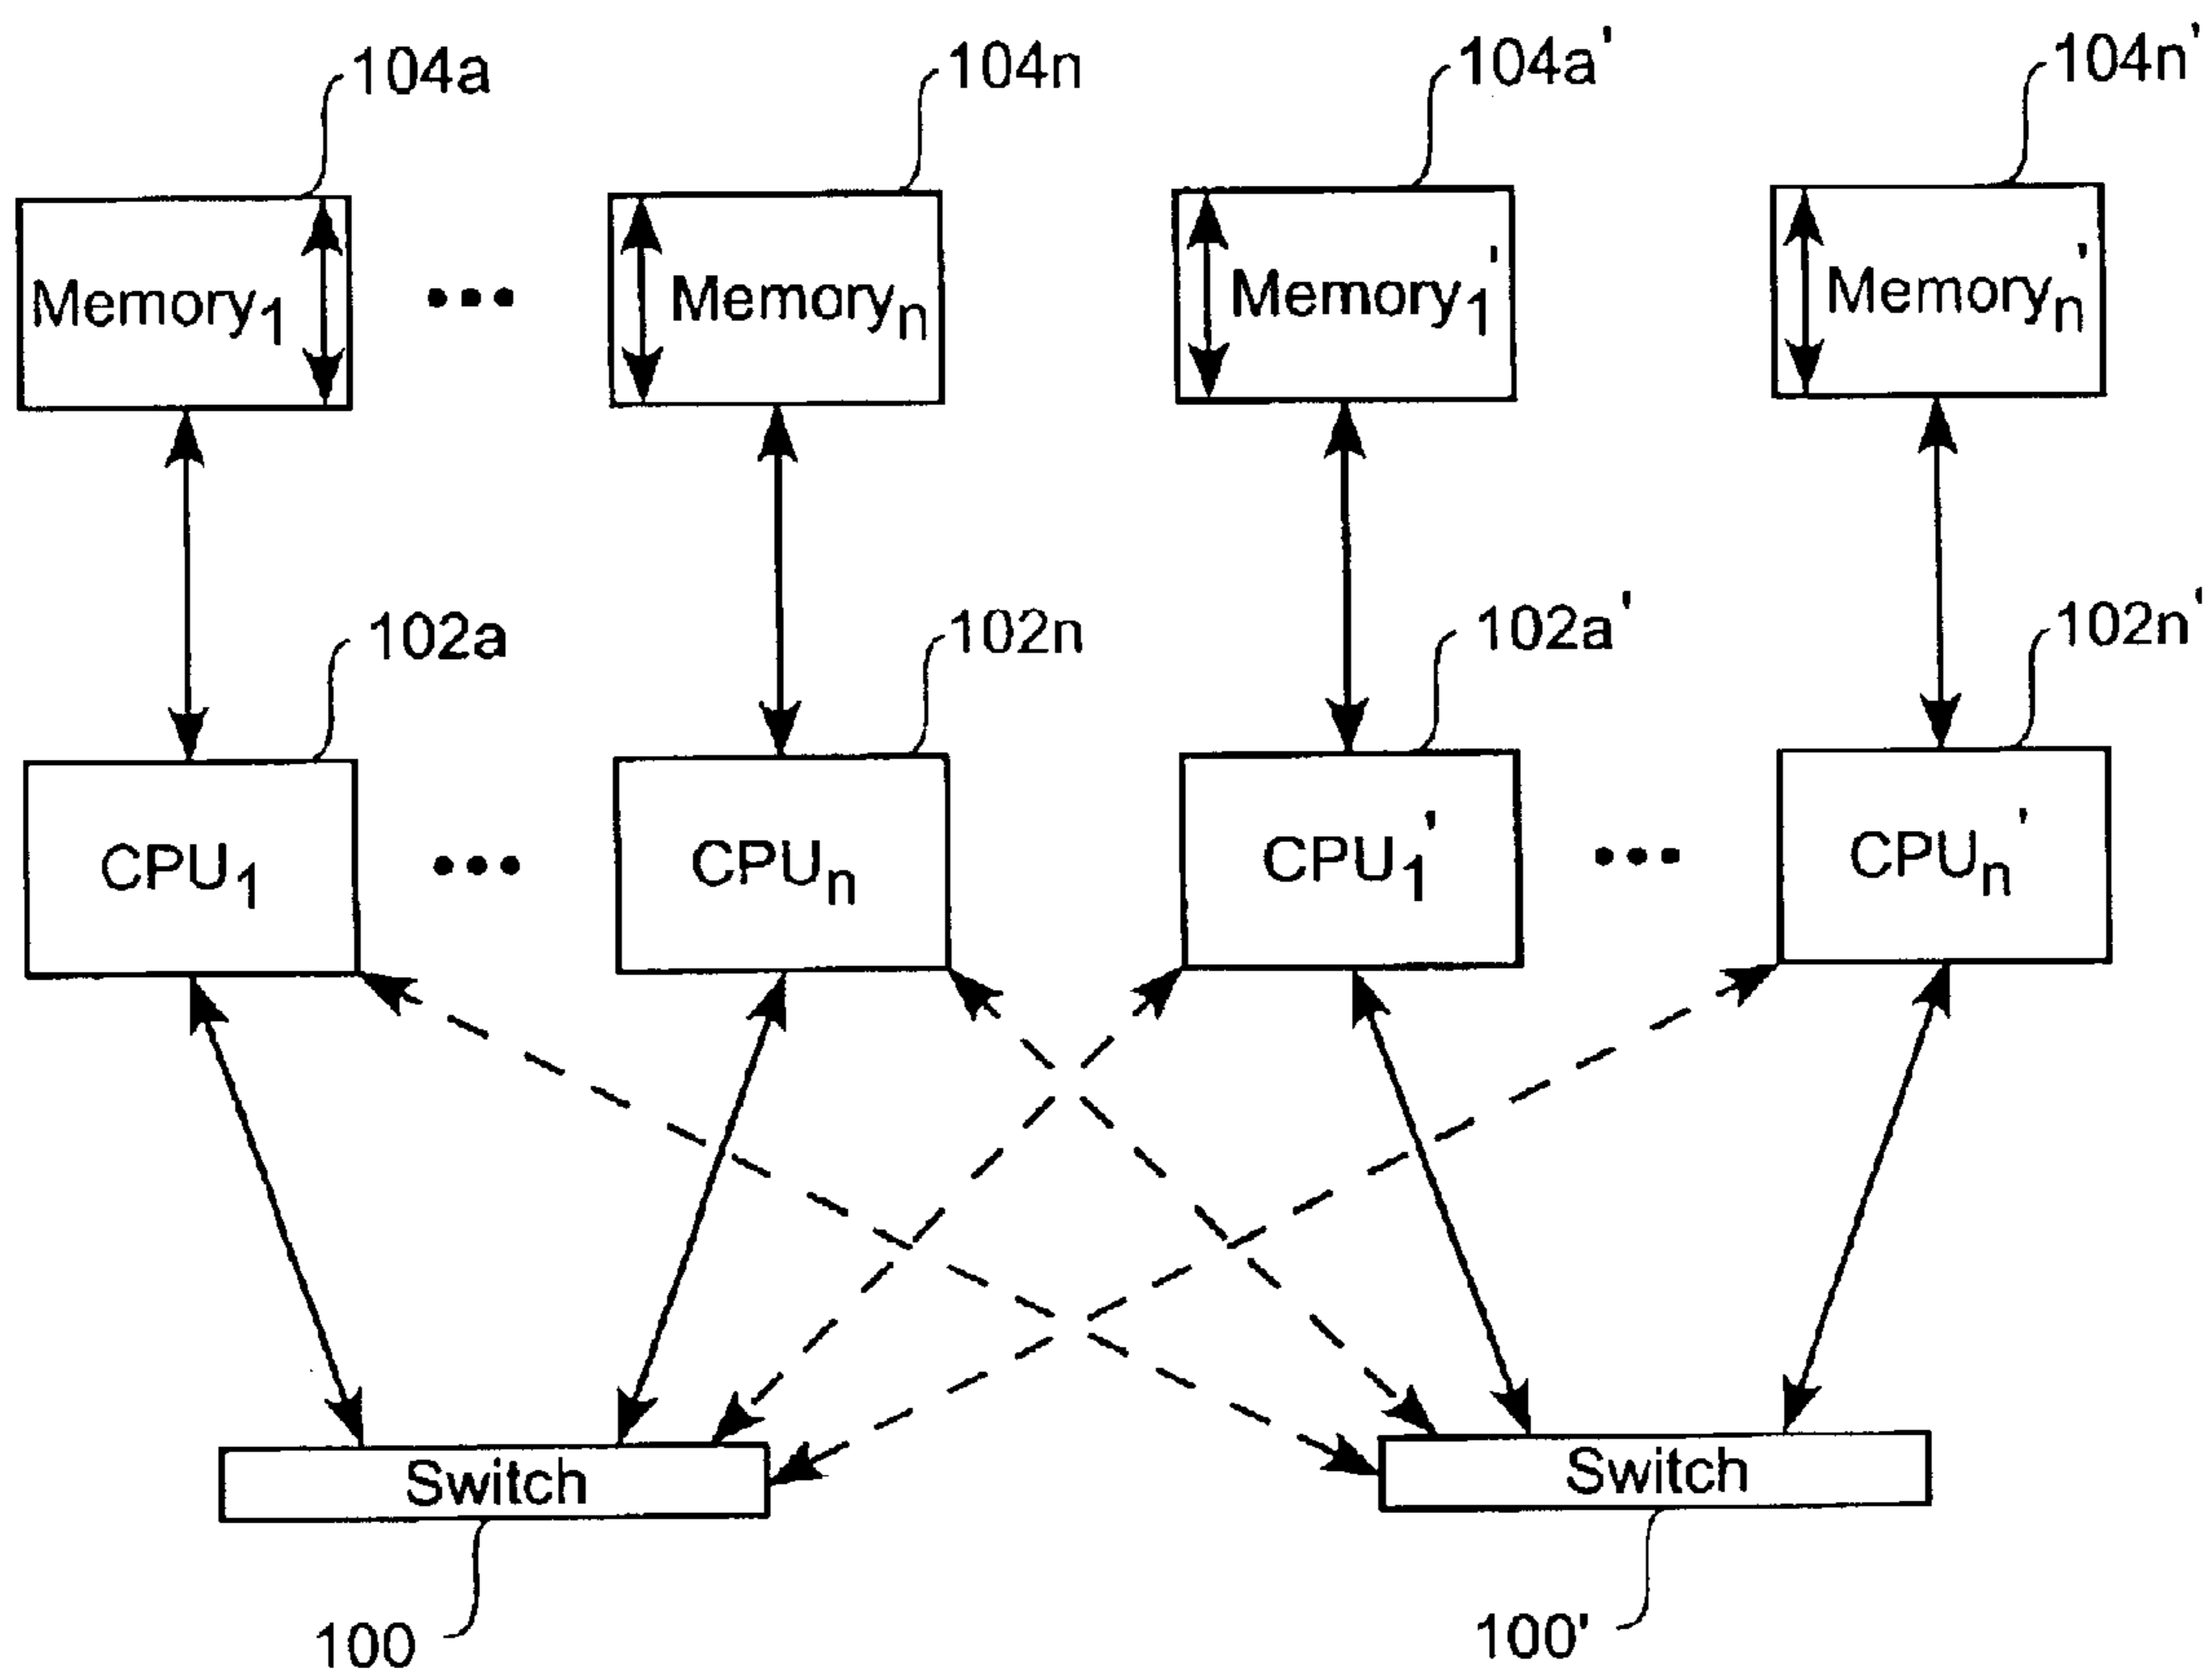 104a
104n
104a'
104n'
Memory1
•••
Memoryn
Memory1'
Memoryn'
102a
102n
102a'
102n'
CPU1
•••
CPUn
CPU1'
•••
CPUn'
Switch
Switch
100
100'